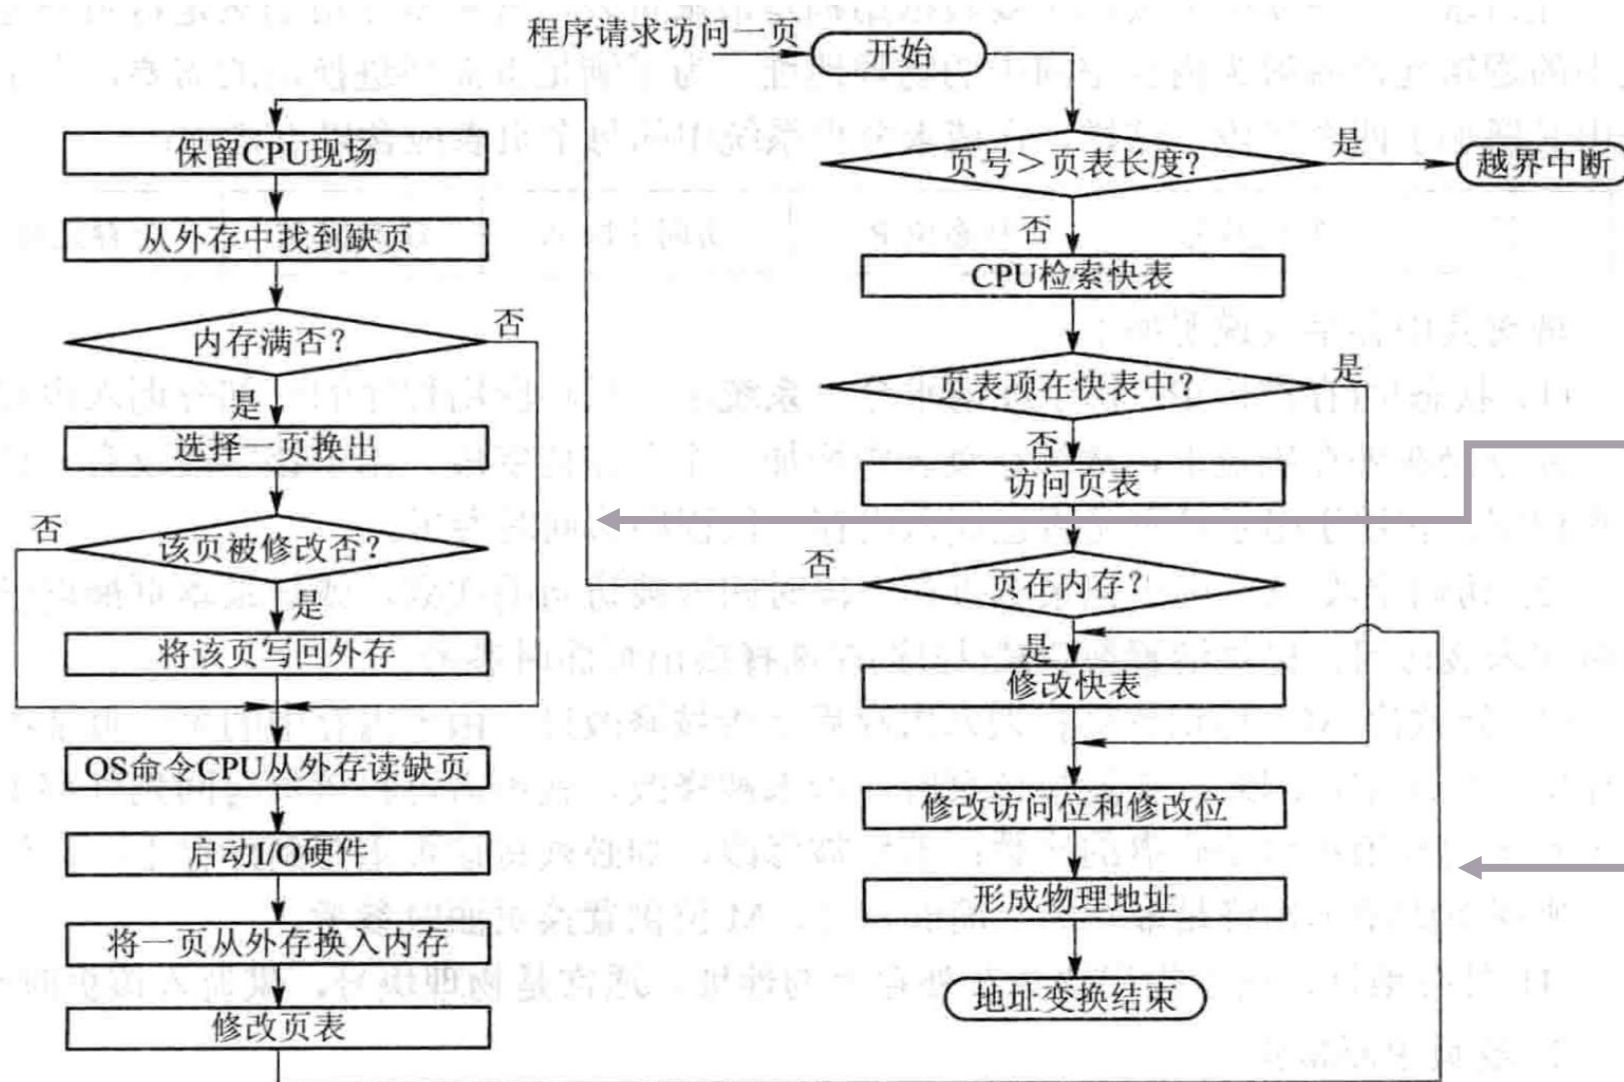 程序请求访问一页
开始
页号＞页表长度?
是
越界中断
否
CPU检索快表
页表项在快表中?
是
否
访问页表
页在内存?
否
是
修改快表
修改访问位和修改位
形成物理地址
地址变换结束
保留CPU现场
从外存中找到缺页
内存满否?
否
是
选择一页换出
该页被修改否?
否
是
将该页写回外存
OS命令CPU从外存读缺页
启动I/O硬件
将一页从外存换入内存
修改页表